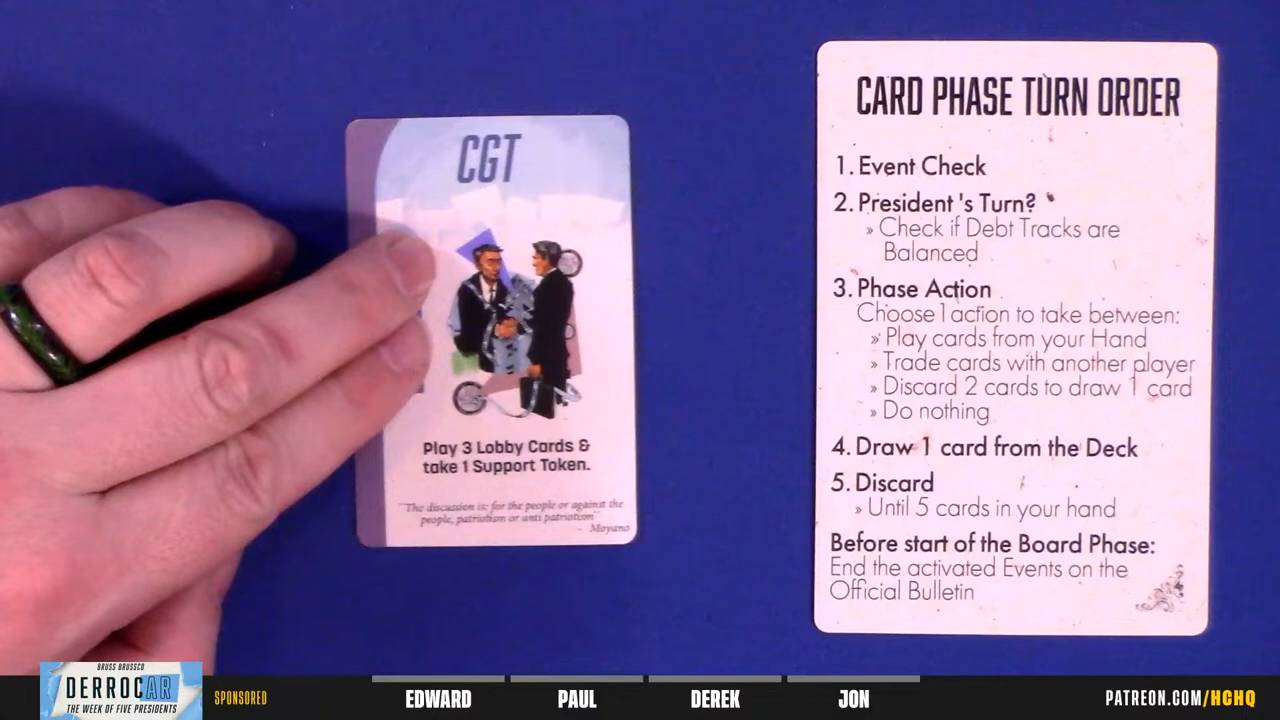 CGT
Play 3 Lobby Cards &
take 1 Support Token.
"The discussion is: for the people or against the
people, patriotism or anti patriotism"
- Moyano
CARD PHASE TURN ORDER
1. Event Check
2. President 's Turn?
» Check if Debt Tracks are
Balanced
3. Phase Action
Choose 1 action to take between:
» Play cards from your Hand
» Trade cards with another player
» Discard 2 cards to draw 1 card
» Do nothing
4. Draw 1 card from the Deck
5. Discard
» Until 5 cards in your hand
Before start of the Board Phase:
End the activated Events on the
Official Bulletin
BRUSS BRUSSCO
DERROCAR
THE WEEK OF FIVE PRESIDENTS
SPONSORED
EDWARD
PAUL
DEREK
JON
PATREON.COM/HCHQ